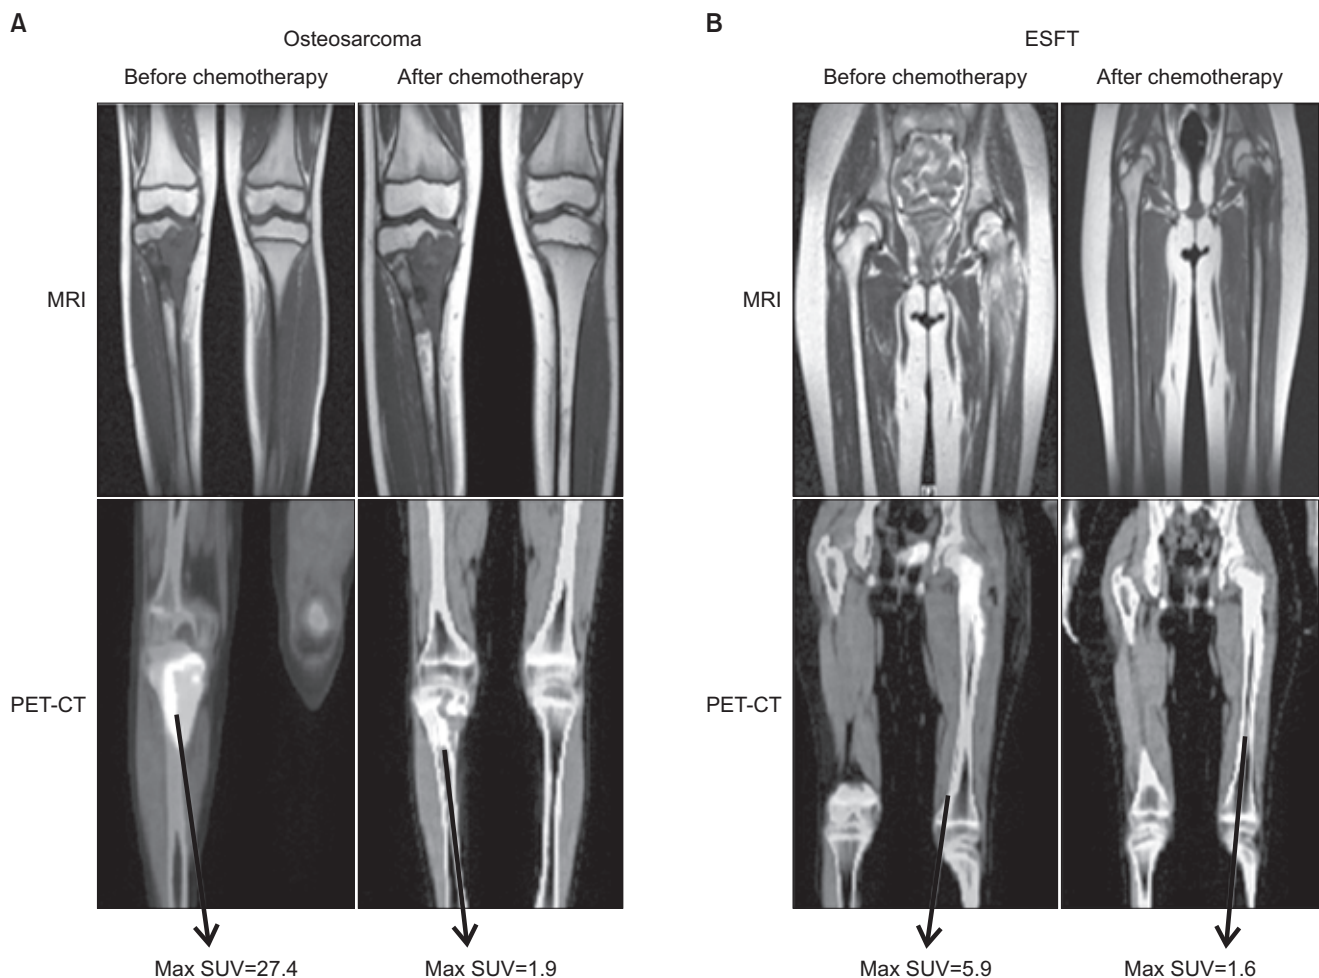 A
Osteosarcoma
Before chemotherapy
After chemotherapy
MRI
PET-CT
Max SUV=27.4
Max SUV=1.9
B
ESFT
Before chemotherapy
After chemotherapy
MRI
PET-CT
Max SUV=5.9
Max SUV=1.6